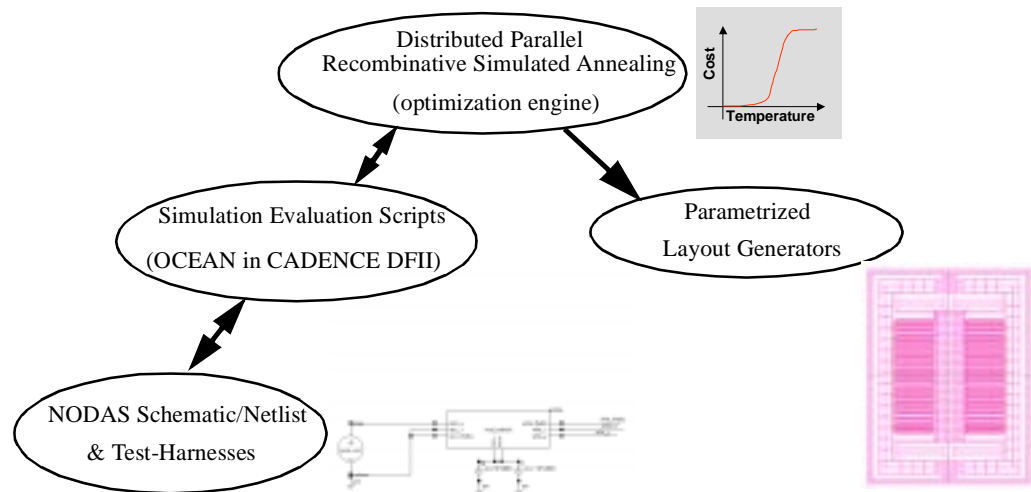 Distributed Parallel
Recombinative Simulated Annealing
(optimization engine)
Cost
Temperature
Simulation Evaluation Scripts
(OCEAN in CADENCE DFII)
Parametrized
Layout Generators
NODAS Schematic/Netlist
& Test-Harnesses